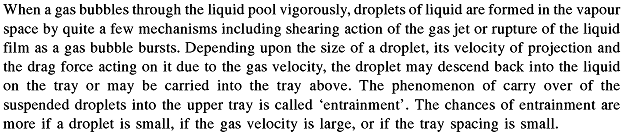 When a gas bubbles through the liquid pool vigorously, droplets of liquid are formed in the vapour
space by quite a few mechanisms including shearing action of the gas jet or rupture of the liquid
film as a gas bubble bursts. Depending upon the size of a droplet, its velocity of projection and
the drag force acting on it due to the gas velocity, the droplet may descend back into the liquid
on the tray or may be carried into the tray above. The phenomenon of carry over of the
suspended droplets into the upper tray is called ‘entrainment’. The chances of entrainment are
more if a droplet is small, if the gas velocity is large, or if the tray spacing is small.